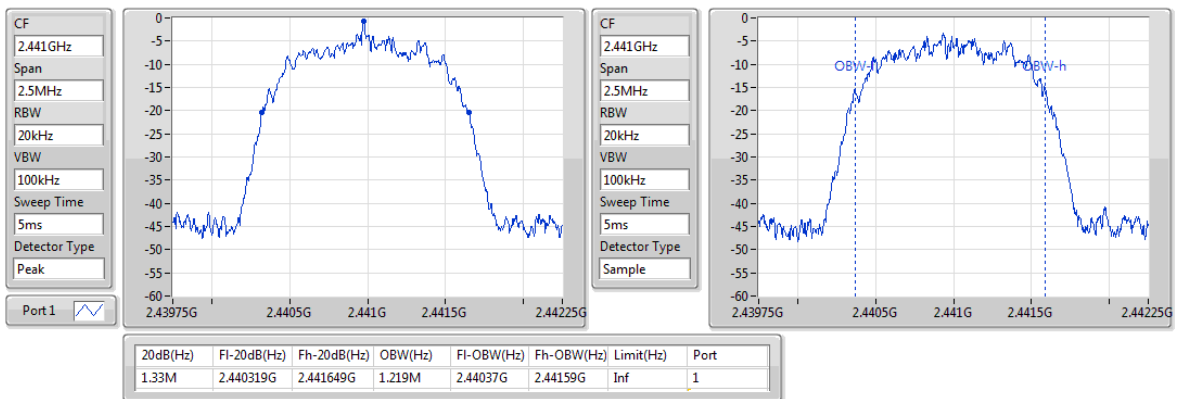 CF
2.441GHz
Span
2.5MHz
RBW
20kHz
VBW
100kHz
Sweep Time
5ms
Detector Type
Peak
Port 1
0-
-5-
-10-
-15-
-20-
-25-
-30-
-35-
-40-
-45-
-50-
-55-
-60-
2.43975G 2.4405G 2.441G 2.4415G 2.44225G
CF
2.441GHz
Span
2.5MHz
RBW
20kHz
VBW
100kHz
Sweep Time
5ms
Detector Type
Sample
0-
-5-
-10-
-15-
-20-
-25-
-30-
-35-
-40-
-45-
-50-
-55-
-60-
OBW-l OBW-h
2.43975G 2.4405G 2.441G 2.4415G 2.44225G
20dB(Hz) Fl-20dB(Hz) Fh-20dB(Hz) OBW(Hz) Fl-OBW(Hz) Fh-OBW(Hz) Limit(Hz) Port
1.33M 2.440319G 2.441649G 1.219M 2.44037G 2.44159G Inf 1